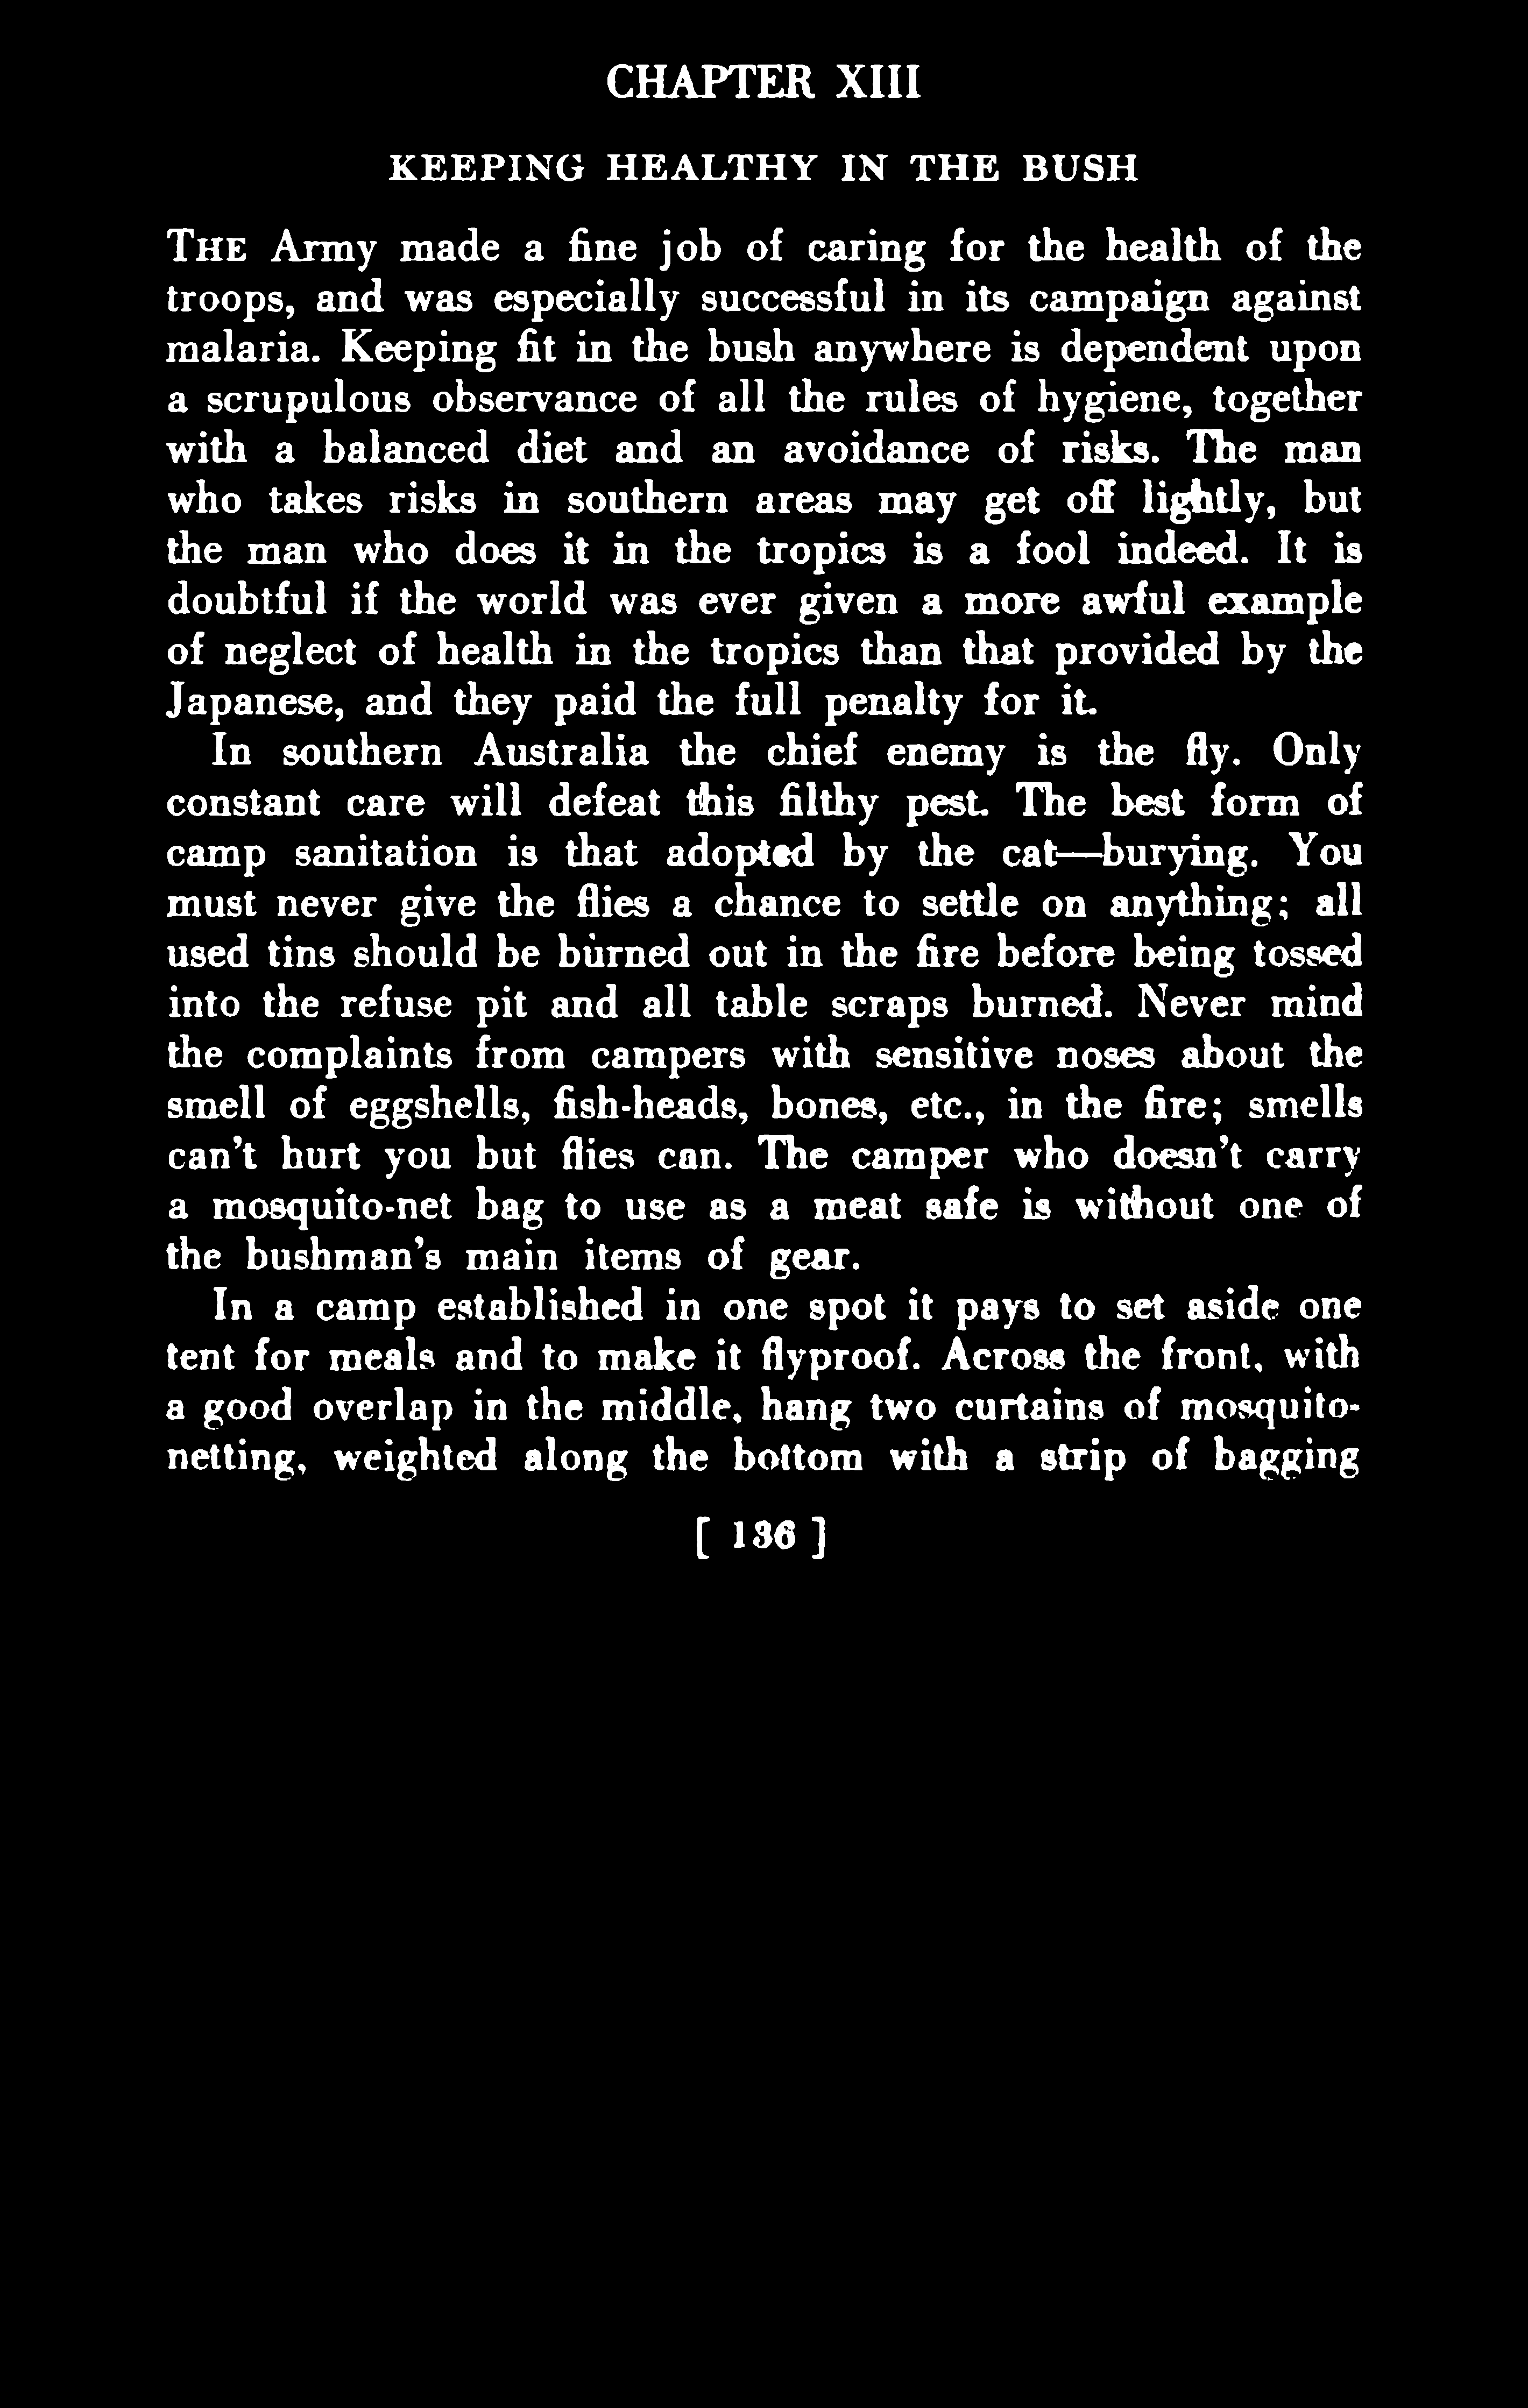 CHAPTER XIII
KEEPING HEALTHY IN THE BUSH
THE Army made a fine job of caring for the health of the
troops, and was especially successful in its campaign against
malaria. Keeping fit in the bush anywhere is dependent upon
a scrupulous observance of all the rules of hygiene, together
with a balanced diet and an avoidance of risks. The man
who takes risks in southern areas may get off lightly, but
the man who does it in the tropics is a fool indeed. It is
doubtful if the world was ever given a more awful example
of neglect of health in the tropics than that provided by the
Japanese, and they paid the full penalty for it.
In southern Australia the chief enemy is the fly. Only
constant care will defeat this filthy pest. The best form of
camp sanitation is that adopted by the cat—burying. You
must never give the flies a chance to settle on anything; all
used tins should be burned out in the fire before being tossed
into the refuse pit and all table scraps burned. Never mind
the complaints from campers with sensitive noses about the
smell of eggshells, fish-heads, bones, etc., in the fire; smells
can't hurt you but flies can. The camper who doesn't carry
a mosquito-net bag to use as a meat safe is without one of
the bushman's main items of gear.
In a camp established in one spot it pays to set aside one
tent for meals and to make it flyproof. Across the front, with
a good overlap in the middle, hang two curtains of mosquito-
netting, weighted along the bottom with a strip of bagging
[ 136 ]